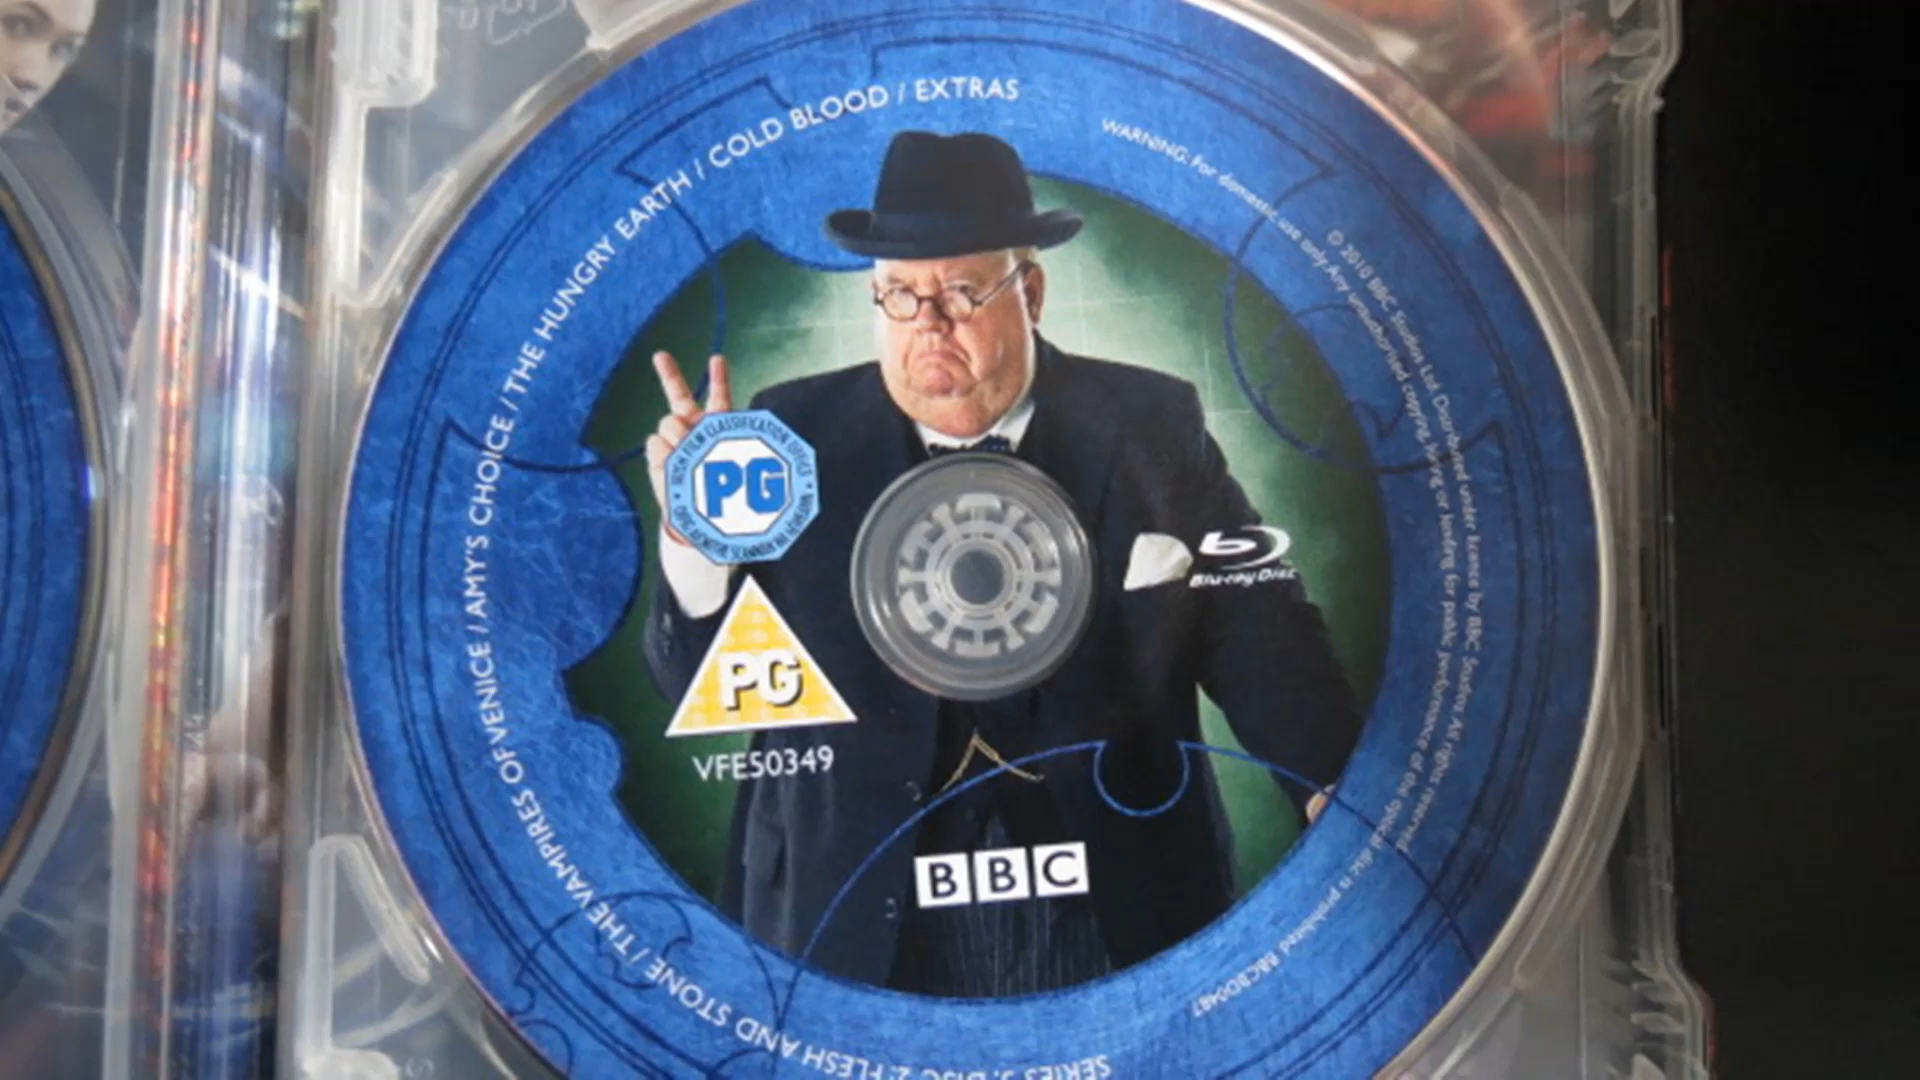 SERIES 5: DISC 2: FLESH AND STONE / THE VAMPIRES OF VENICE / AMY'S CHOICE / THE HUNGRY EARTH / COLD BLOOD / EXTRAS
WARNING: For domestic use only. Any unauthorised copying, hiring or lending for public performance of the optical disc is prohibited BBCBD0487
© 2010 BBC Studios Ltd. Distributed under licence by BBC Studios. All rights reserved
IRISH FILM CLASSIFICATION OFFICE
PG
PG
VFE50349
Blu-ray Disc
BBC